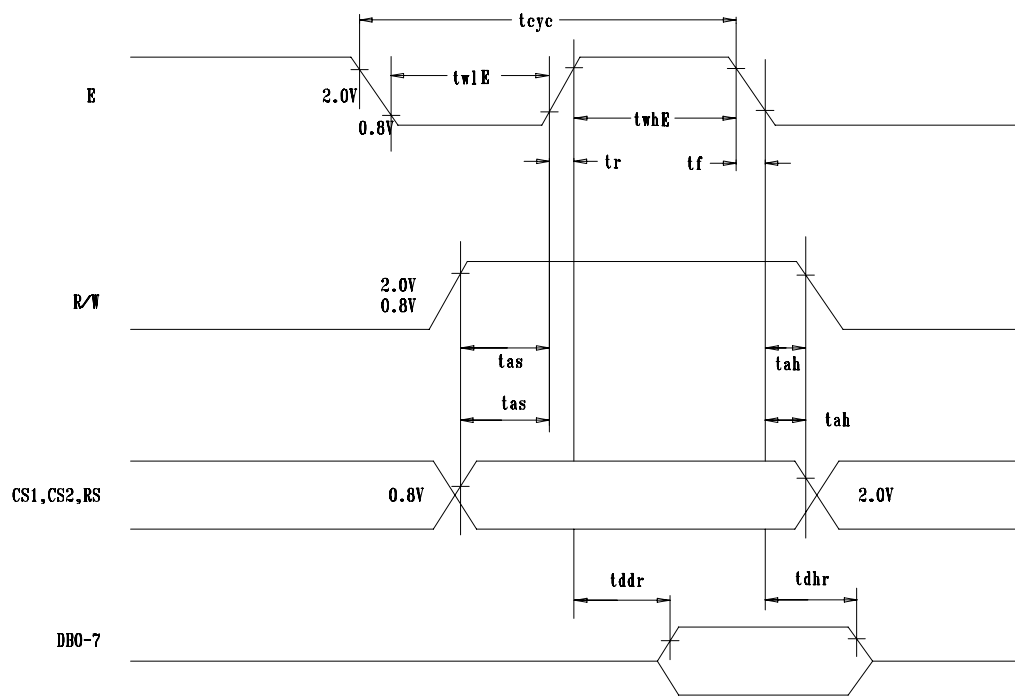 tcyc
twlE
E
2.0V
0.8V
twhE
tr
tf
R/W
2.0V
0.8V
tas
tah
tas
tah
CS1,CS2,RS
0.8V
2.0V
tddr
tdhr
DB0-7